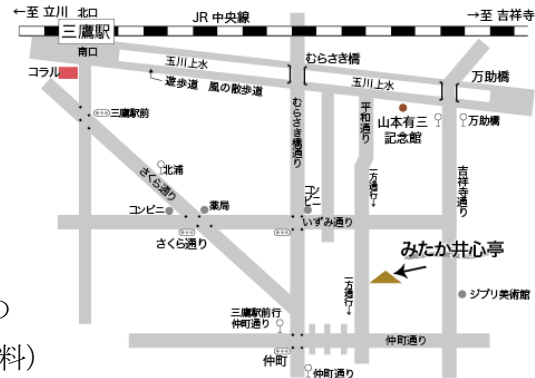 ←至 立川
北口
JR 中央線
→至 吉祥寺
三鷹駅
南口
コラル
玉川上水
むらさき橋
遊歩道 風の散歩道
玉川上水
万助橋
三鷹駅前
むらさき橋通り
平和通り
山本有三
記念館
万助橋
北浦
さくら通り
一方通行→
吉祥寺通り
コンビニ
薬局
コンビニ
いずみ通り
さくら通り
みたか井心亭
一方通行→
ジブリ美術館
三鷹駅前行
仲町通り
の
料）
仲町通り
仲町
仲町通り